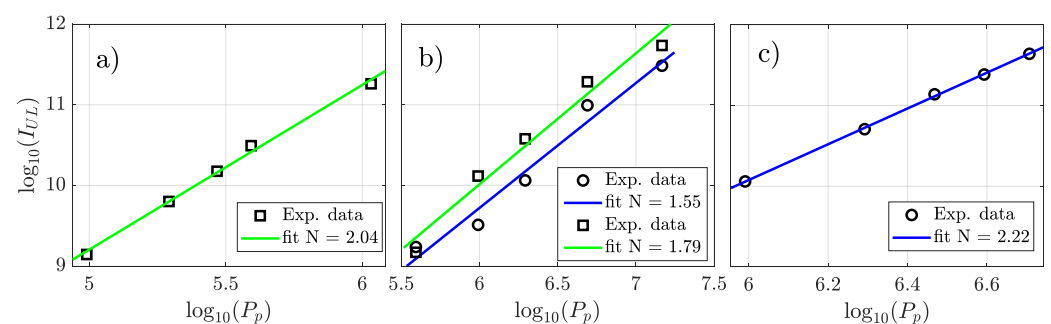 12
11
10
9
log₁₀(I_UL)
a)
Exp. data
fit N = 2.04
5 5.5 6
log₁₀(Pₚ)
b)
Exp. data
fit N = 1.55
Exp. data
fit N = 1.79
5.5 6 6.5 7 7.5
log₁₀(Pₚ)
c)
Exp. data
fit N = 2.22
6 6.2 6.4 6.6
log₁₀(Pₚ)